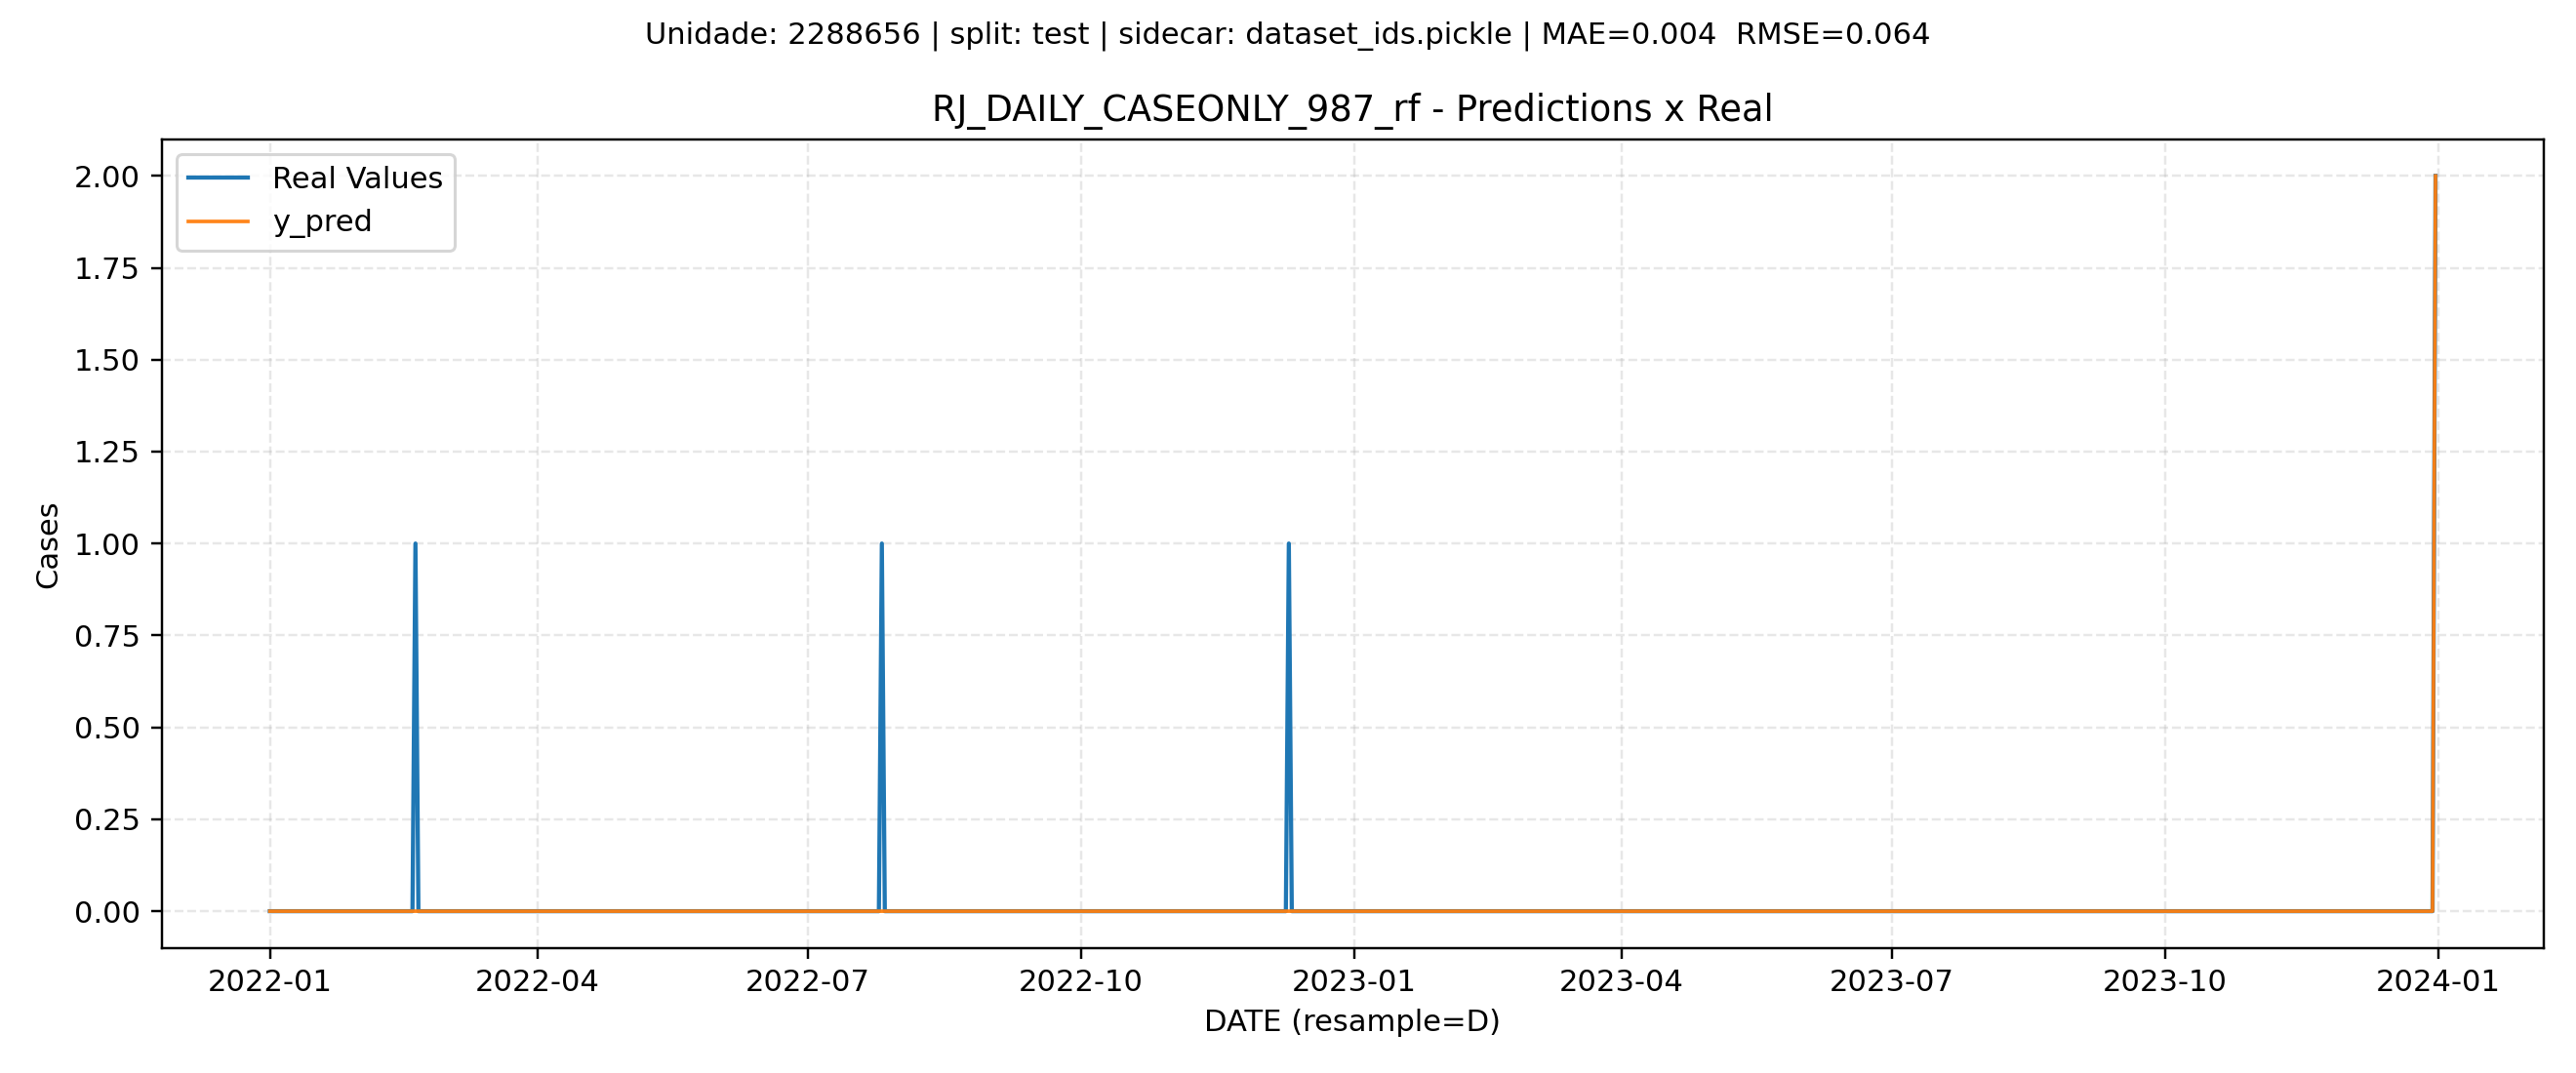 Unidade: 2288656 | split: test | sidecar: dataset_ids.pickle | MAE=0.004  RMSE=0.064
RJ_DAILY_CASEONLY_987_rf - Predictions x Real
Real Values
y_pred
2.00
1.75
1.50
1.25
1.00
0.75
0.50
0.25
0.00
Cases
2022-01 2022-04 2022-07 2022-10 2023-01 2023-04 2023-07 2023-10 2024-01
DATE (resample=D)